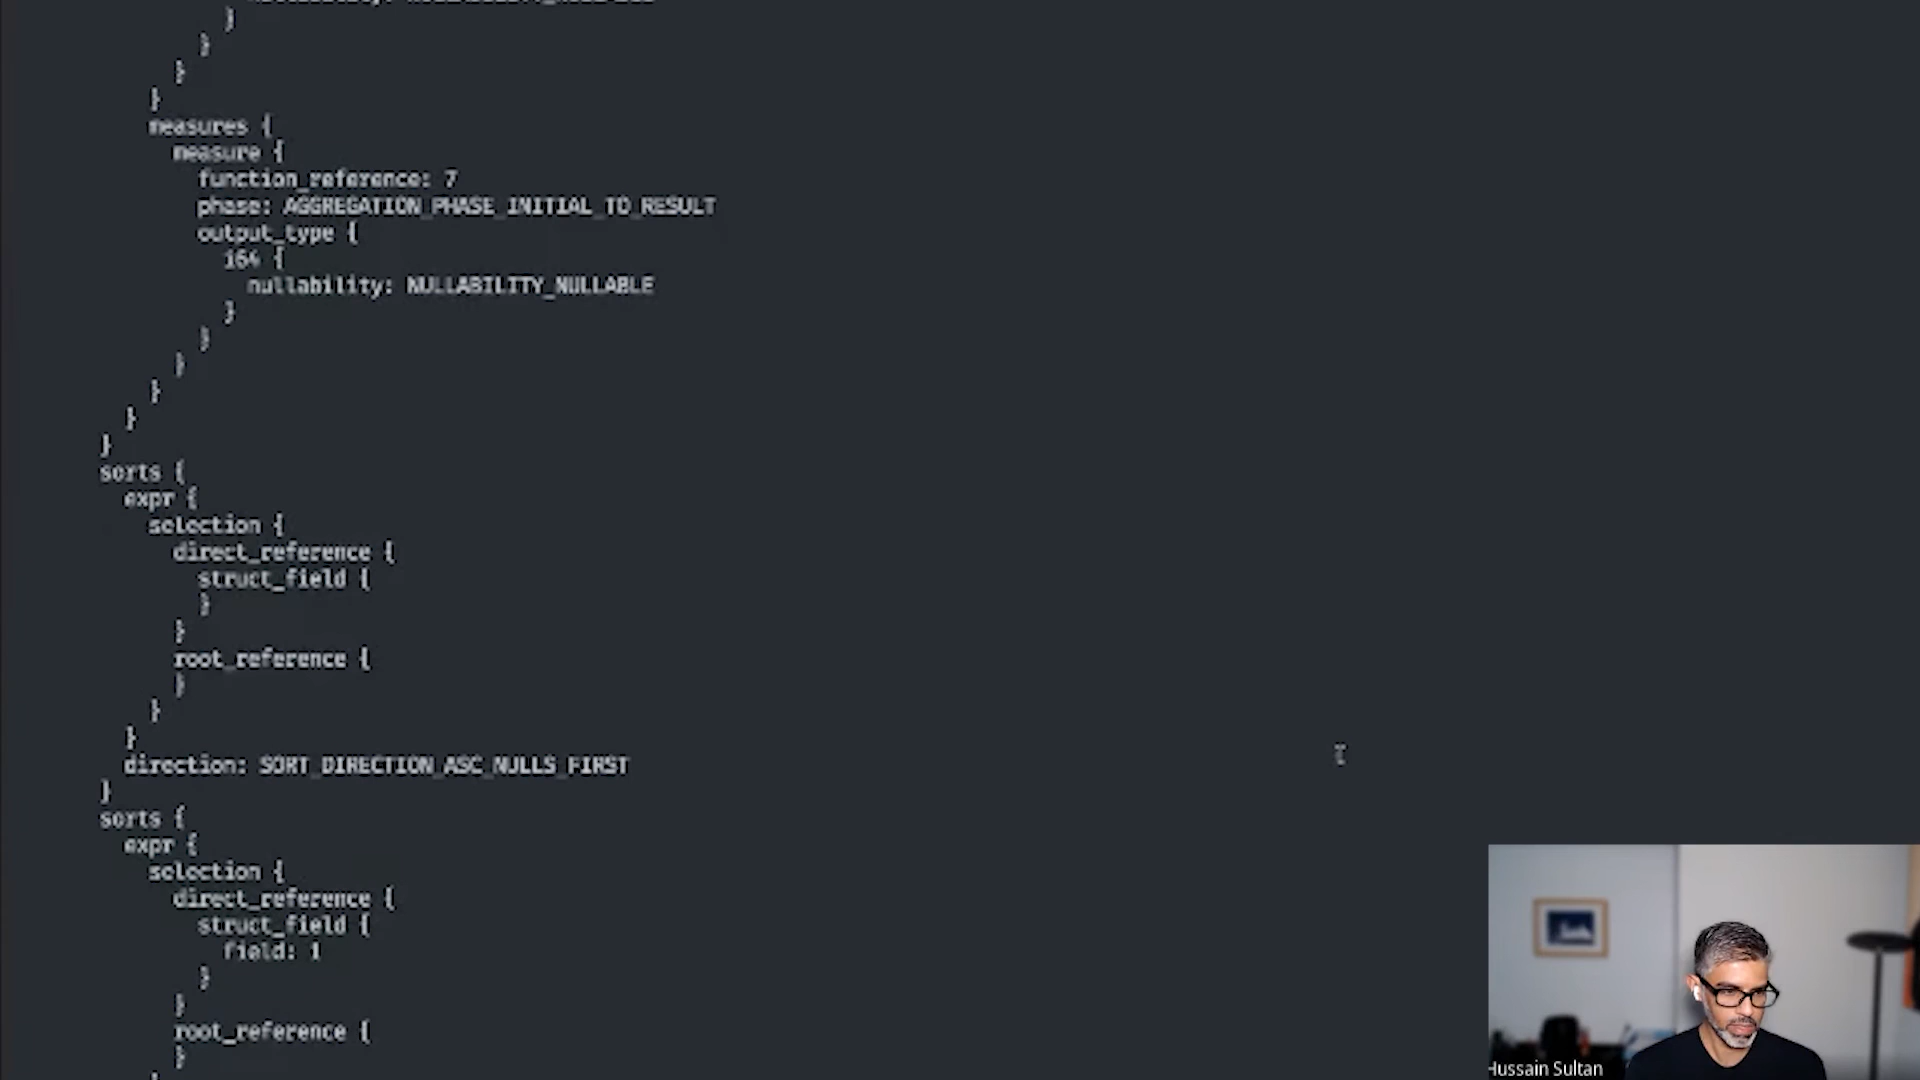 }
}
}
}
measures {
measure {
function_reference: 7
phase: AGGREGATION_PHASE_INITIAL_TO_RESULT
output_type {
i64 {
nullability: NULLABILITY_NULLABLE
}
}
}
}
}
}
sorts {
expr {
selection {
direct_reference {
struct_field {
}
}
root_reference {
}
}
}
direction: SORT_DIRECTION_ASC_NULLS_FIRST
}
sorts {
expr {
selection {
direct_reference {
struct_field {
field: 1
}
}
root_reference {
}
Hussain Sultan